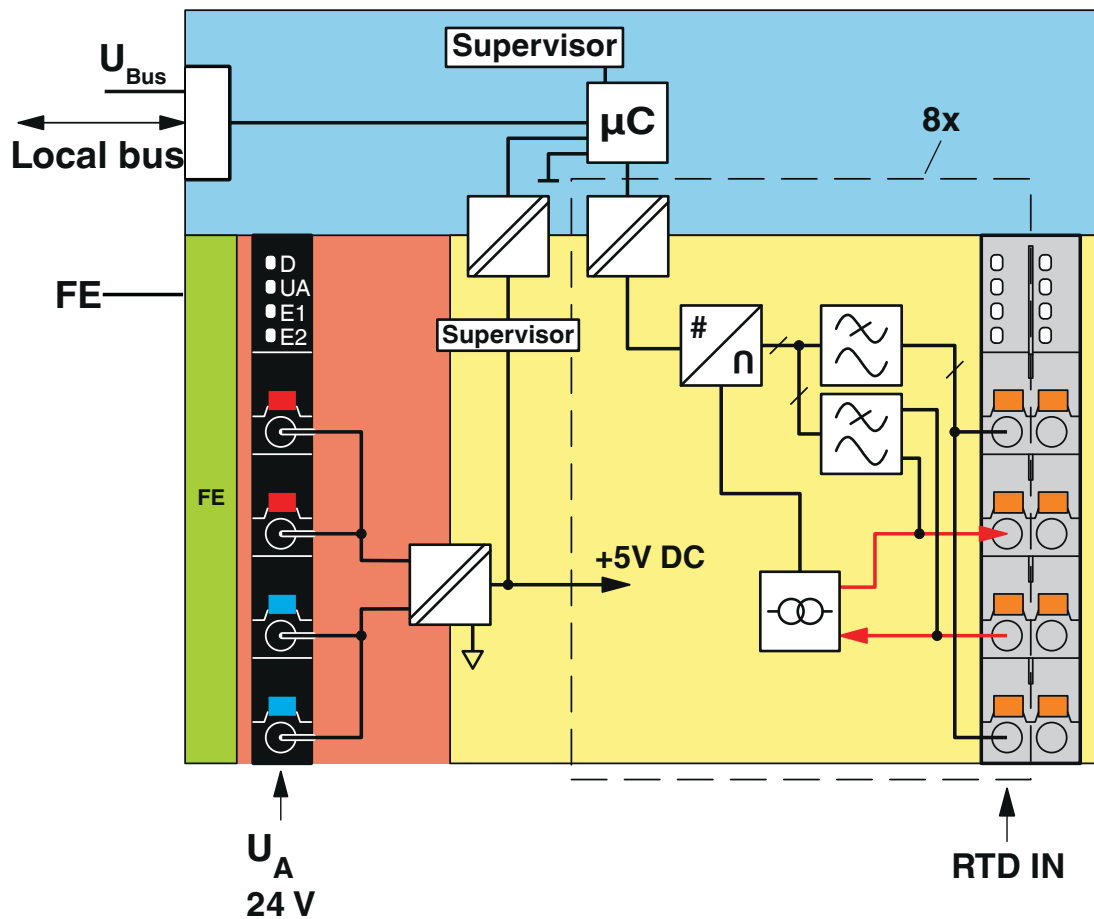 Supervisor
U Bus
µC
8x
Local bus
D
UA
E1
E2
FE
Supervisor
#
∩
FE
+5V DC
U A
24 V
RTD IN